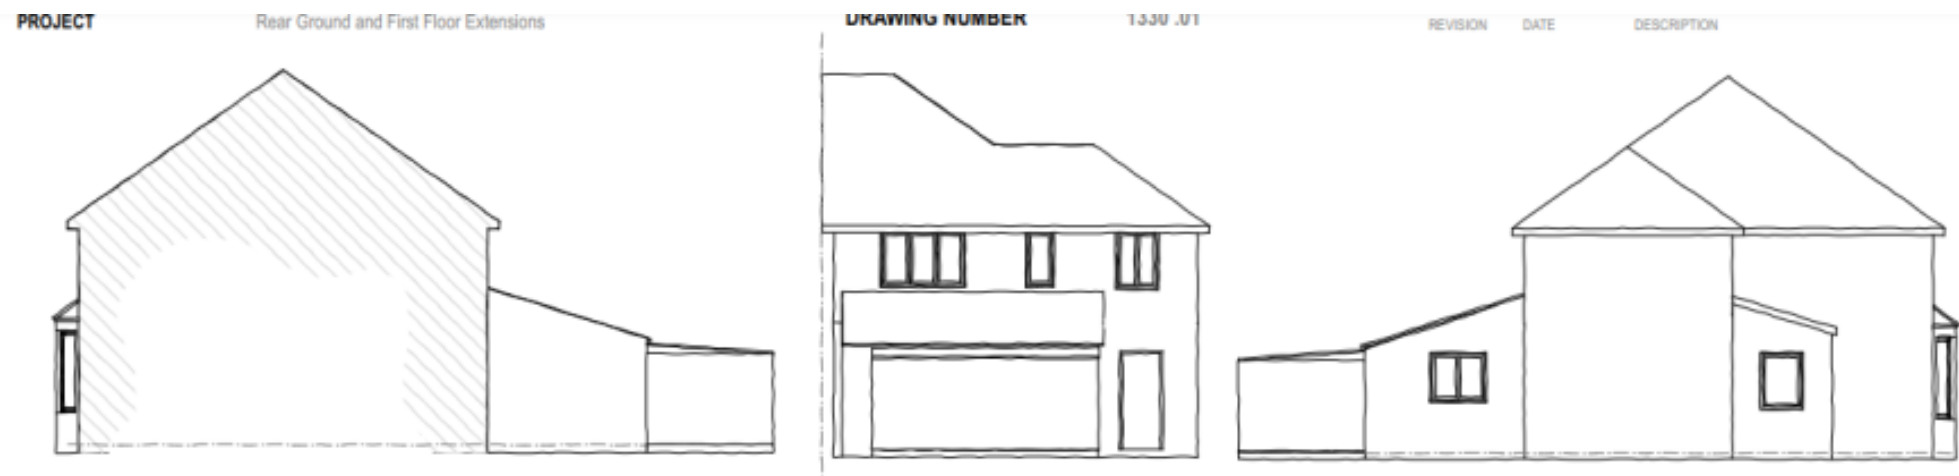 PROJECT Rear Ground and First Floor Extensions DRAWING NUMBER 1330 .01 REVISION DATE DESCRIPTION